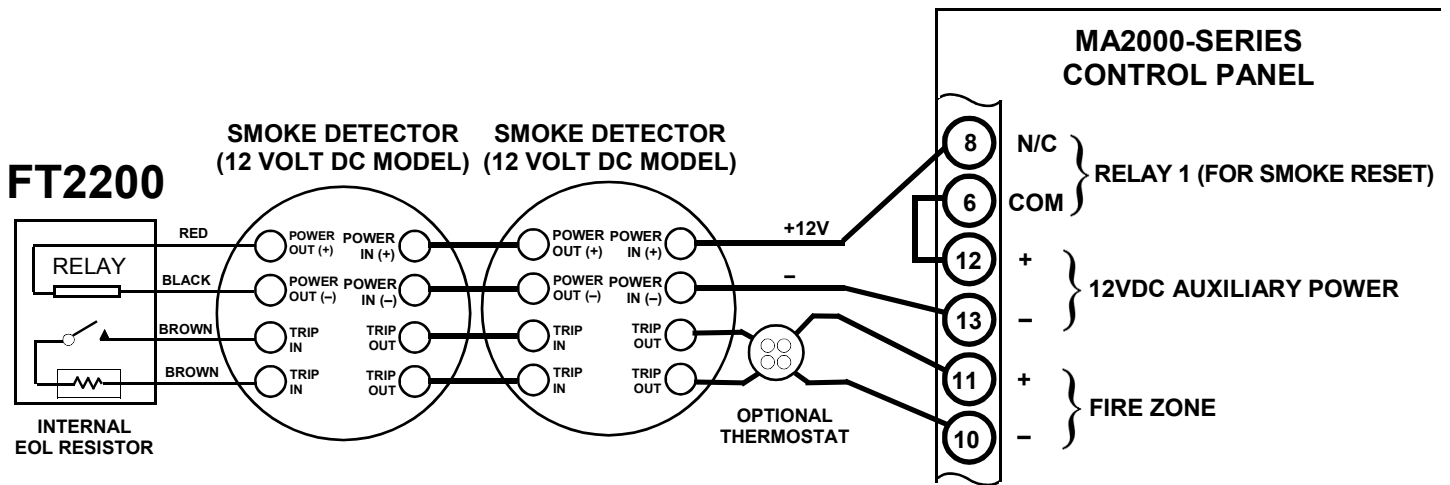 MA2000-SERIES
CONTROL PANEL
SMOKE DETECTOR
(12 VOLT DC MODEL)
SMOKE DETECTOR
(12 VOLT DC MODEL)
FT2200
RELAY
RED
BLACK
BROWN
BROWN
INTERNAL
EOL RESISTOR
POWER
OUT (+)
POWER
IN (+)
POWER
OUT (–)
POWER
IN (–)
TRIP
IN
TRIP
OUT
TRIP
IN
TRIP
OUT
POWER
OUT (+)
POWER
IN (+)
POWER
OUT (–)
POWER
IN (–)
TRIP
IN
TRIP
OUT
TRIP
IN
TRIP
OUT
+12V
–
OPTIONAL
THERMOSTAT
8 N/C
6 COM
RELAY 1 (FOR SMOKE RESET)
12 +
13 –
12VDC AUXILIARY POWER
11 +
10 –
FIRE ZONE